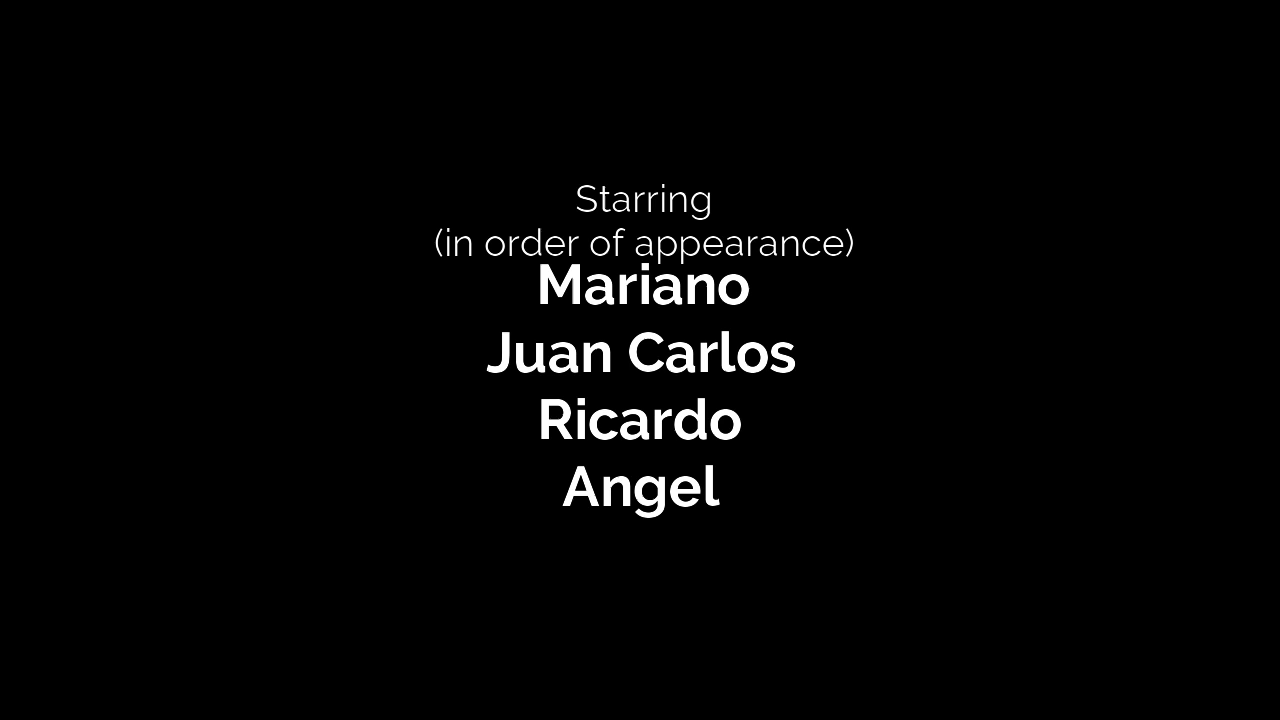 Starring
(in order of appearance)
Mariano
Juan Carlos
Ricardo
Angel